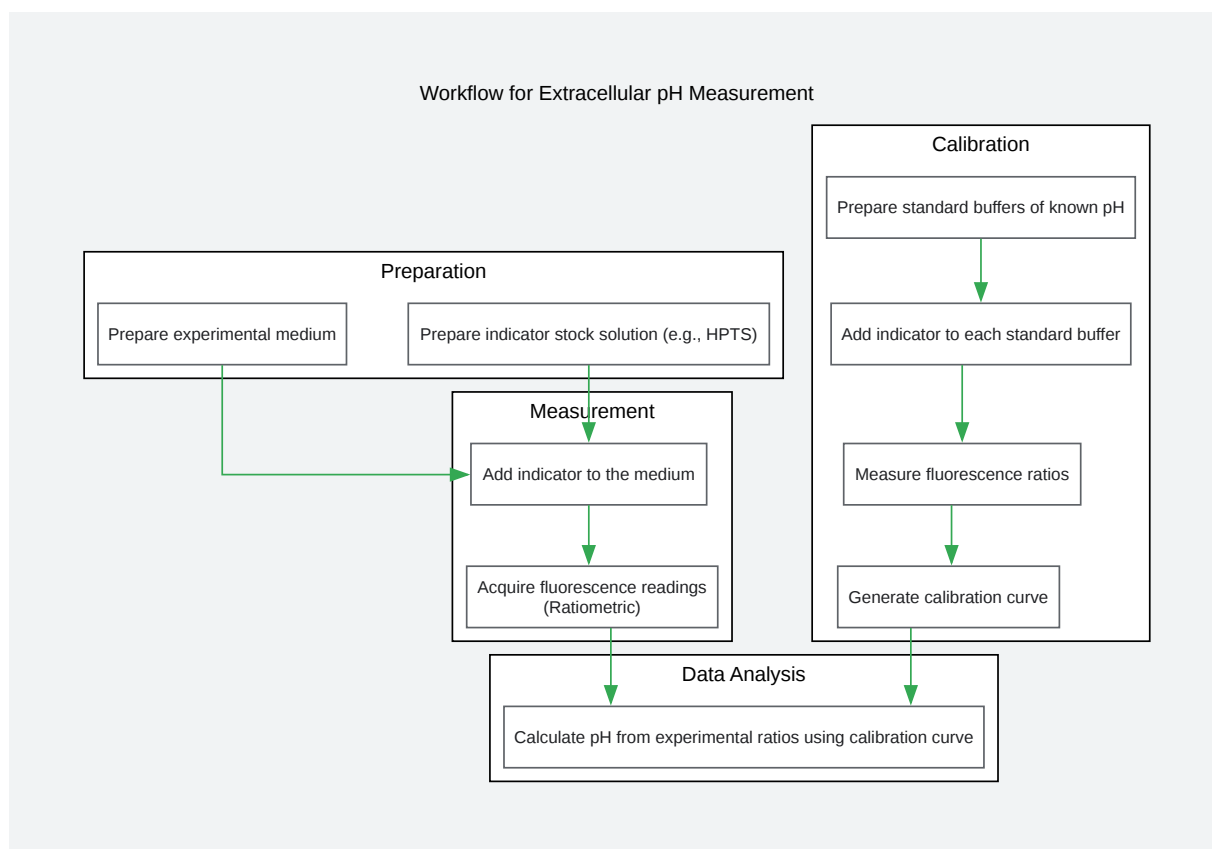 Workflow for Extracellular pH Measurement
Preparation
Prepare experimental medium
Prepare indicator stock solution (e.g., HPTS)
Measurement
Add indicator to the medium
Acquire fluorescence readings
(Ratiometric)
Calibration
Prepare standard buffers of known pH
Add indicator to each standard buffer
Measure fluorescence ratios
Generate calibration curve
Data Analysis
Calculate pH from experimental ratios using calibration curve